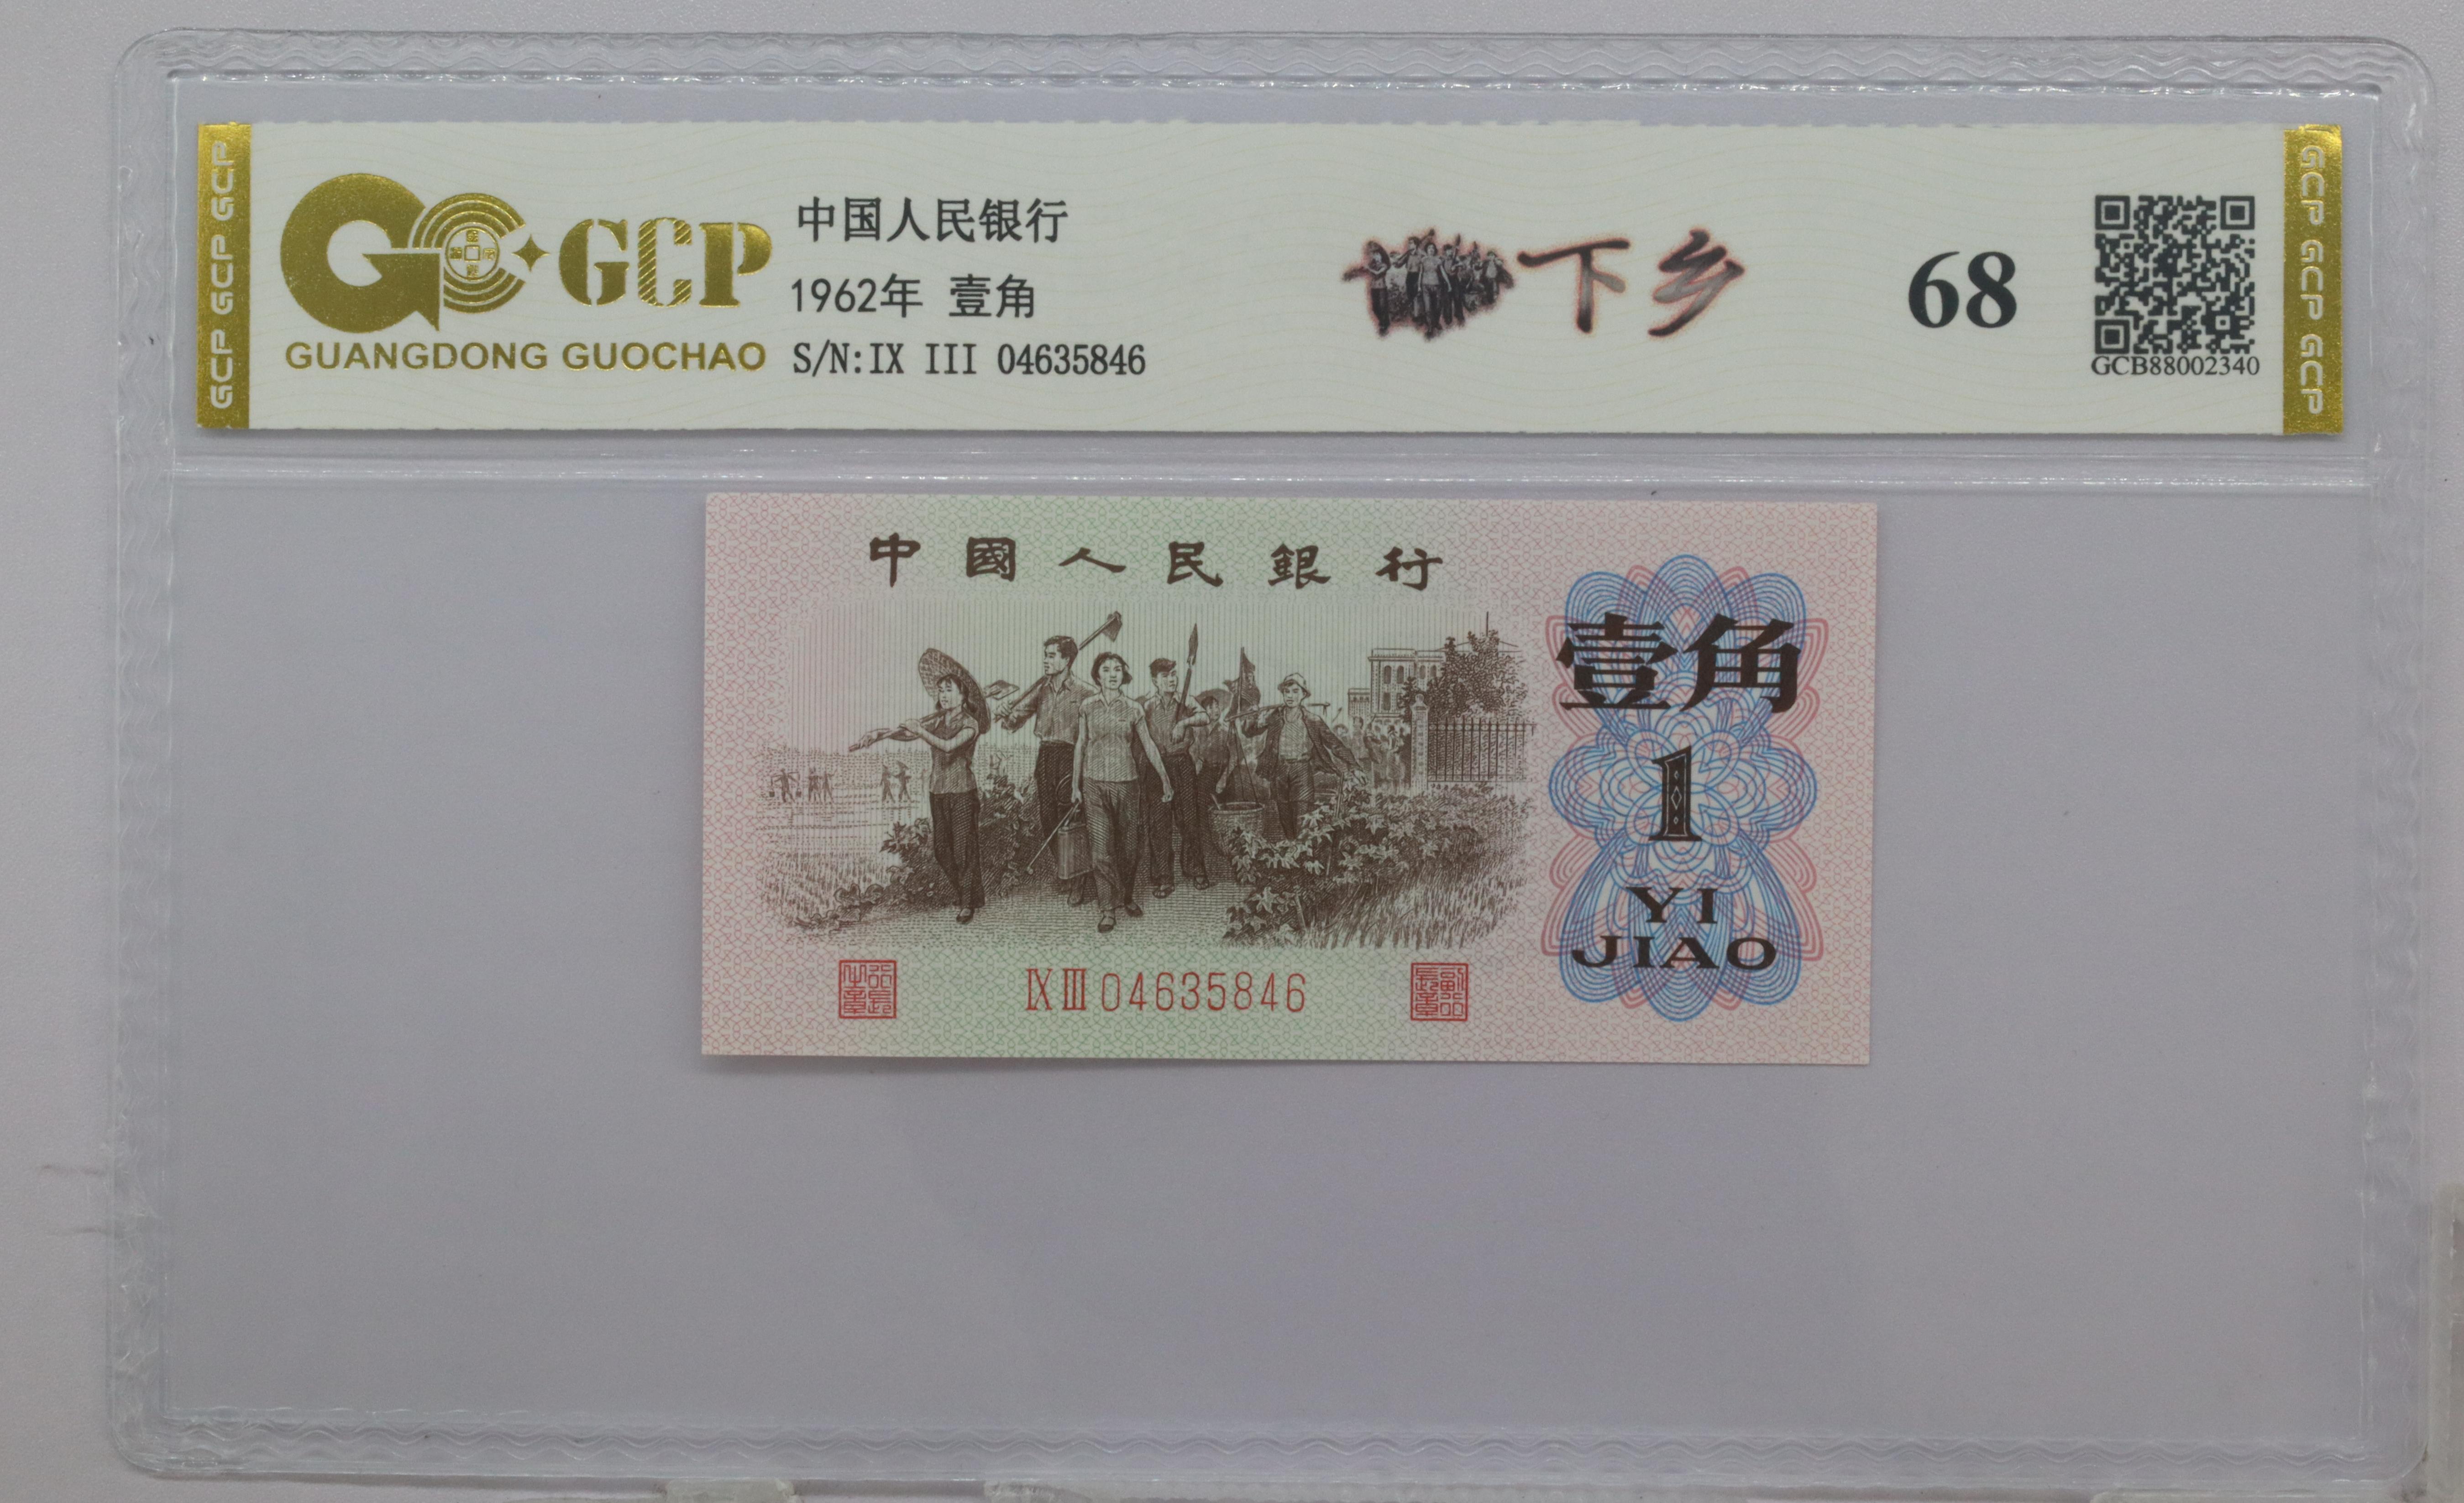 GCP GCP GCP
GCP
GUANGDONG GUOCHAO
中国人民银行
1962年 壹角
S/N:IX III 04635846
下乡
68
GCB88002340
GCP GCP GCP
中國人民銀行
壹角
1
YI
JIAO
IX III 04635846